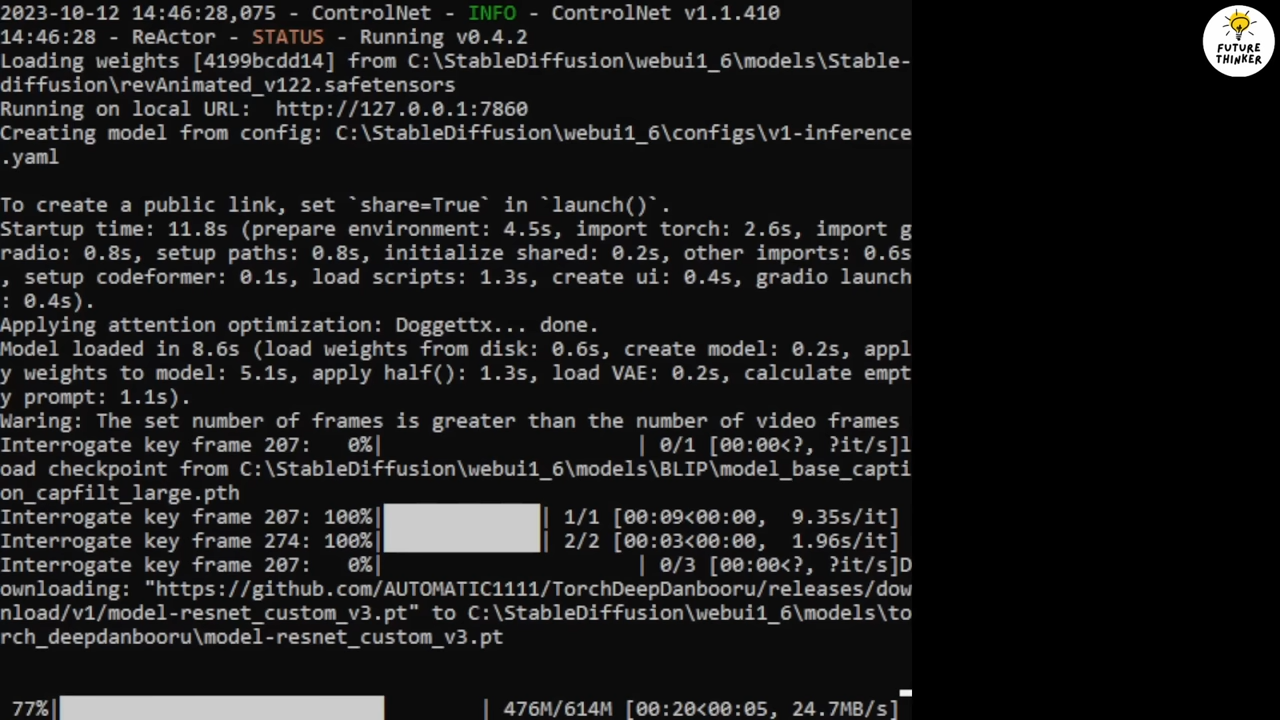 2023-10-12 14:46:28,075 - ControlNet - INFO - ControlNet v1.1.410
14:46:28 - ReActor - STATUS - Running v0.4.2
Loading weights [4199bcdd14] from C:\StableDiffusion\webui1_6\models\Stable-
diffusion\revAnimated_v122.safetensors
Running on local URL:  http://127.0.0.1:7860
Creating model from config: C:\StableDiffusion\webui1_6\configs\v1-inference
.yaml
To create a public link, set `share=True` in `launch()`.
Startup time: 11.8s (prepare environment: 4.5s, import torch: 2.6s, import g
radio: 0.8s, setup paths: 0.8s, initialize shared: 0.2s, other imports: 0.6s
, setup codeformer: 0.1s, load scripts: 1.3s, create ui: 0.4s, gradio launch
: 0.4s).
Applying attention optimization: Doggettx... done.
Model loaded in 8.6s (load weights from disk: 0.6s, create model: 0.2s, appl
y weights to model: 5.1s, apply half(): 1.3s, load VAE: 0.2s, calculate empt
y prompt: 1.1s).
Waring: The set number of frames is greater than the number of video frames
Interrogate key frame 207:   0%|                     | 0/1 [00:00<?, ?it/s]l
oad checkpoint from C:\StableDiffusion\webui1_6\models\BLIP\model_base_capti
on_capfilt_large.pth
Interrogate key frame 207: 100%|             | 1/1 [00:09<00:00,  9.35s/it]
Interrogate key frame 274: 100%|             | 2/2 [00:03<00:00,  1.96s/it]
Interrogate key frame 207:   0%|                     | 0/3 [00:00<?, ?it/s]D
ownloading: "https://github.com/AUTOMATIC1111/TorchDeepDanbooru/releases/dow
nload/v1/model-resnet_custom_v3.pt" to C:\StableDiffusion\webui1_6\models\to
rch_deepdanbooru\model-resnet_custom_v3.pt
77%|                                   | 476M/614M [00:20<00:05, 24.7MB/s]
FUTURE
THINKER